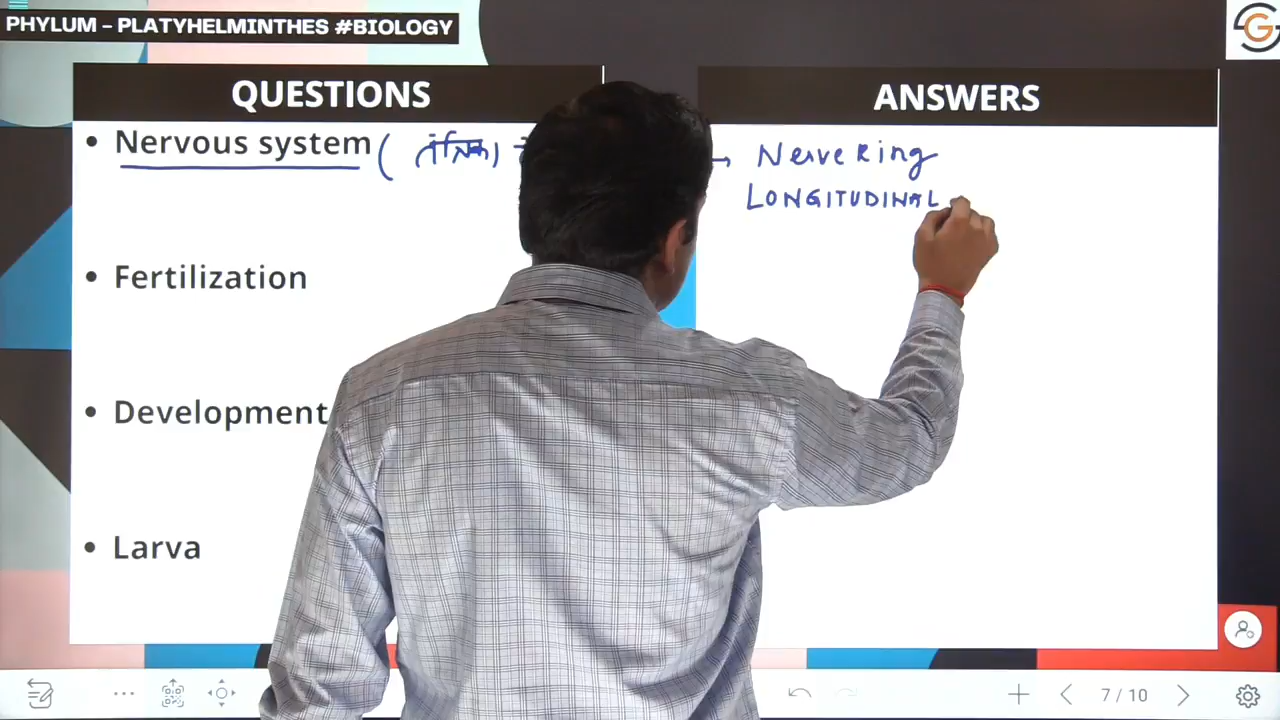 PHYLUM – PLATYHELMINTHES #BIOLOGY
QUESTIONS
ANSWERS
• Nervous system (
→ Nerve Ring
LONGITUDINAL
• Fertilization
• Development
• Larva
7 / 10